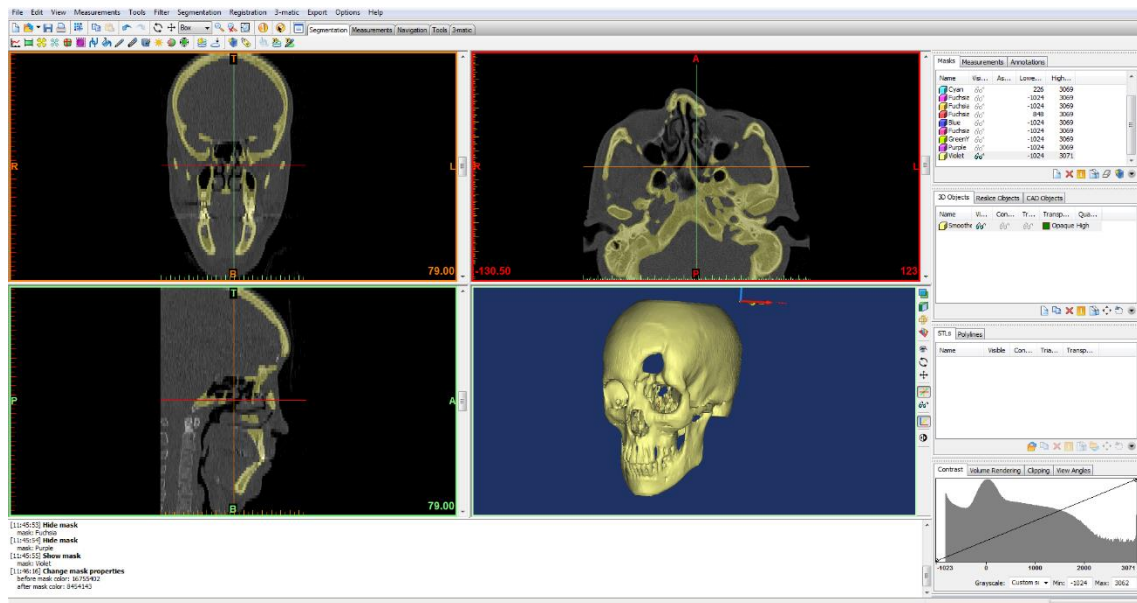 File Edit View Measurements Tools Filter Segmentation Registration 3-matic Export Options Help
Box
Segmentation Measurements Navigation Tools 3-matic
T
R
L
B
79.00
A
R
L
-130.50
P
123
T
P
A
B
79.00
Masks Measurements Annotations
Name Vis... As... Lowe... High...
Cyan 226 3069
Fuchsia -1024 3069
Fuchsia -1024 3069
Fuchsia 848 3069
Blue -1024 3069
Fuchsia -1024 3069
GreenY -1024 3069
Purple -1024 3069
Violet -1024 3071
3D Objects Reslice Objects CAD Objects
Name Vi... Con... Tr... Transp... Qua...
Smoothe Opaque High
STLs Polylines
Name Visible Con... Tria... Transp...
Contrast Volume Rendering Clipping View Angles
-1023 0 1000 2000 3071
Grayscale: Custom s Min: -1024 Max: 3062
[11:45:53] Hide mask
mask: Fuchsia
[11:45:54] Hide mask
mask: Purple
[11:45:55] Show mask
mask: Violet
[11:46:16] Change mask properties
before mask color: 16755402
after mask color: 8454143